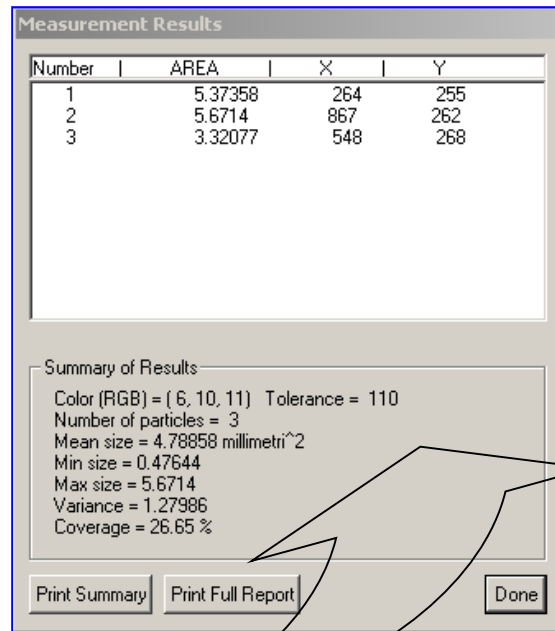 Measurement Results
Number | AREA | X | Y
1 5.37358 264 255
2 5.6714 867 262
3 3.32077 548 268
Summary of Results
Color (RGB) = ( 6, 10, 11) Tolerance = 110
Number of particles = 3
Mean size = 4.78858 millimetri^2
Min size = 0.47644
Max size = 5.6714
Variance = 1.27986
Coverage = 26.65 %
Print Summary Print Full Report Done